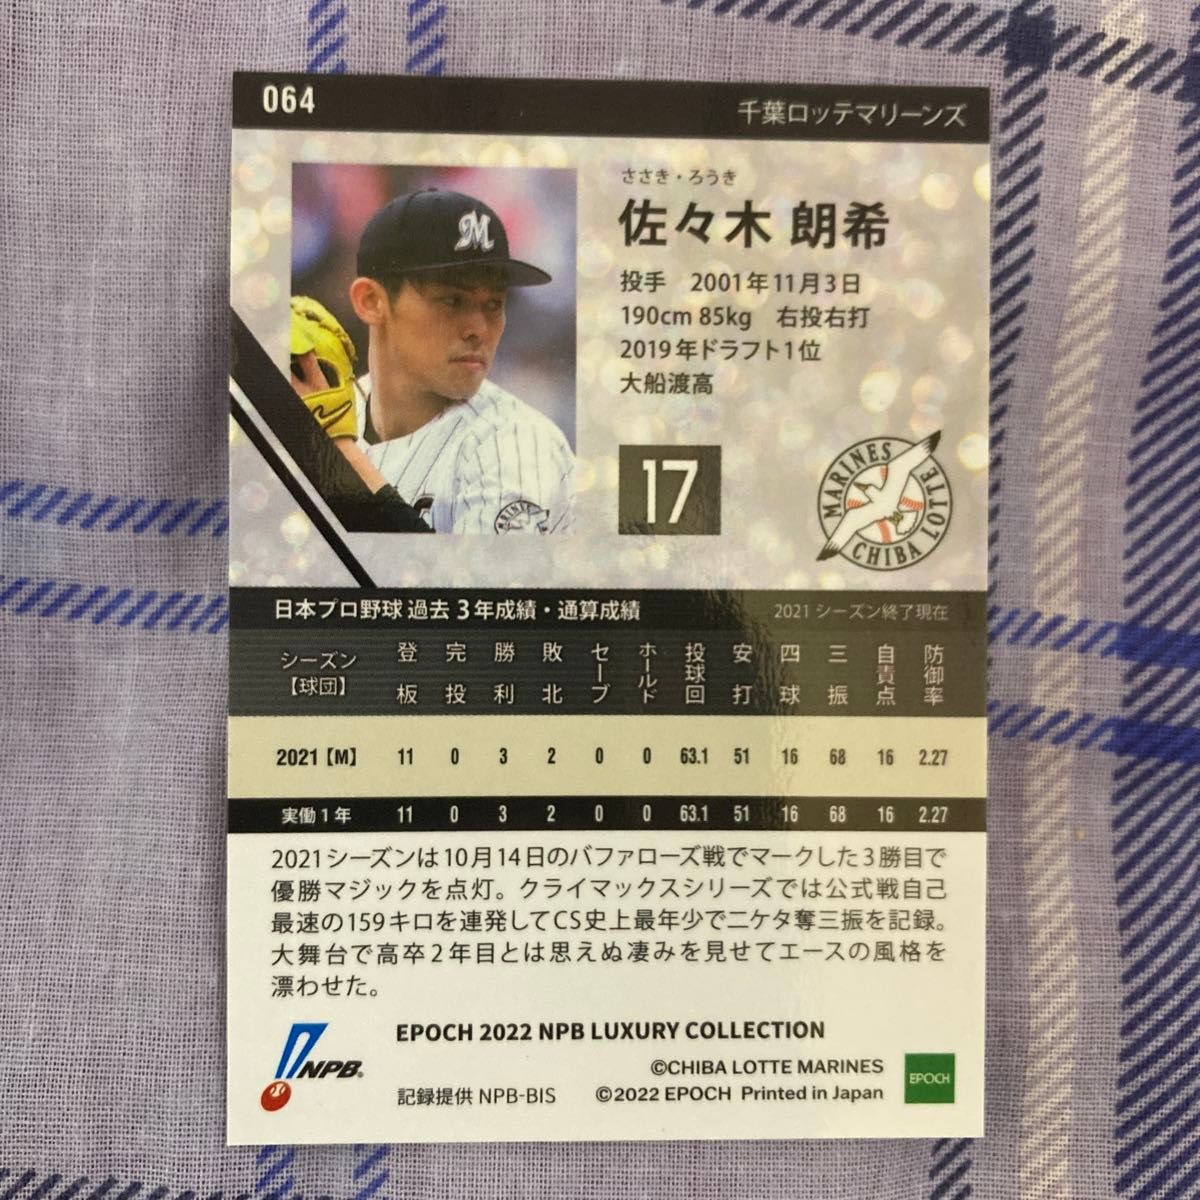 064
千葉ロッテマリーンズ
ささき・ろうき
佐々木 朗希
投手 2001年11月3日
190cm 85kg 右投右打
2019年ドラフト1位
大船渡高
M
17
MARINES
CHIBA LOTTE
日本プロ野球 過去3年成績・通算成績 2021シーズン終了現在
シーズン【球団】 登板 完投 勝利 敗北 セーブ ホールド 投球回 安打 四球 三振 自責点 防御率
2021【M】 11 0 3 2 0 0 63.1 51 16 68 16 2.27
実働1年 11 0 3 2 0 0 63.1 51 16 68 16 2.27
2021シーズンは10月14日のバファローズ戦でマークした3勝目で
優勝マジックを点灯。クライマックスシリーズでは公式戦自己
最速の159キロを連発してCS史上最年少で二ケタ奪三振を記録。
大舞台で高卒2年目とは思えぬ凄みを見せてエースの風格を
漂わせた。
EPOCH 2022 NPB LUXURY COLLECTION
NPB
©CHIBA LOTTE MARINES
記録提供 NPB-BIS ©2022 EPOCH Printed in Japan
EPOCH